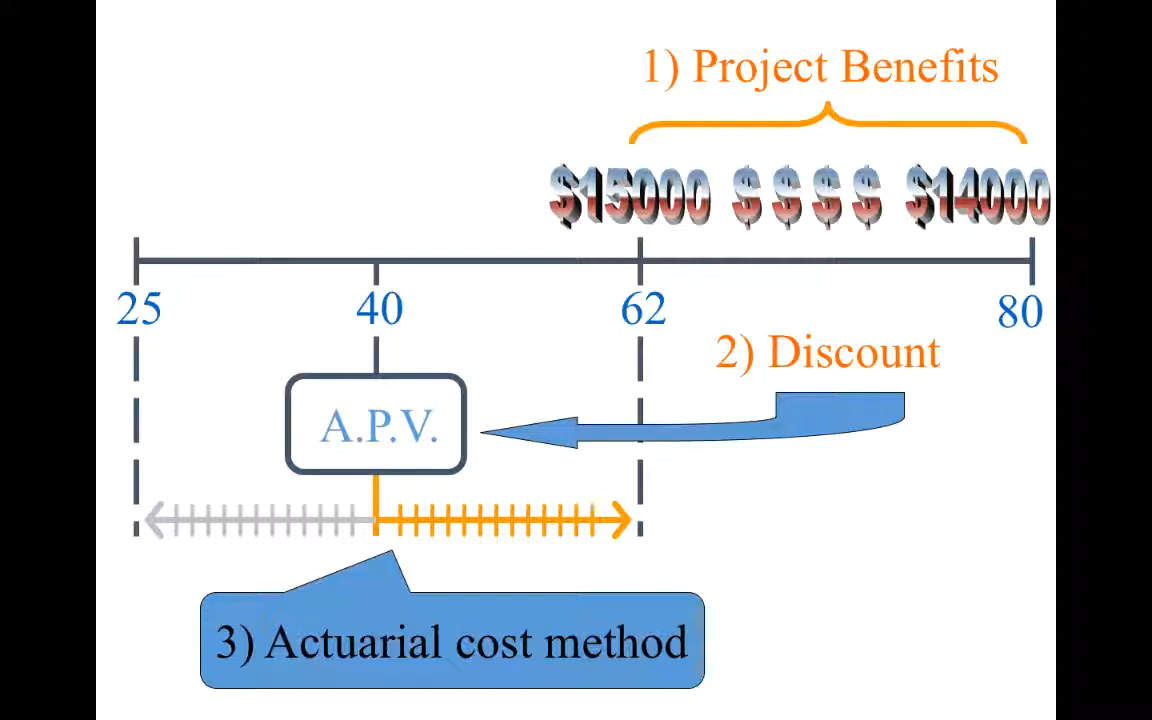 1) Project Benefits
$15000 $ $ $ $ $14000
25 40 62 80
2) Discount
A.P.V.
3) Actuarial cost method